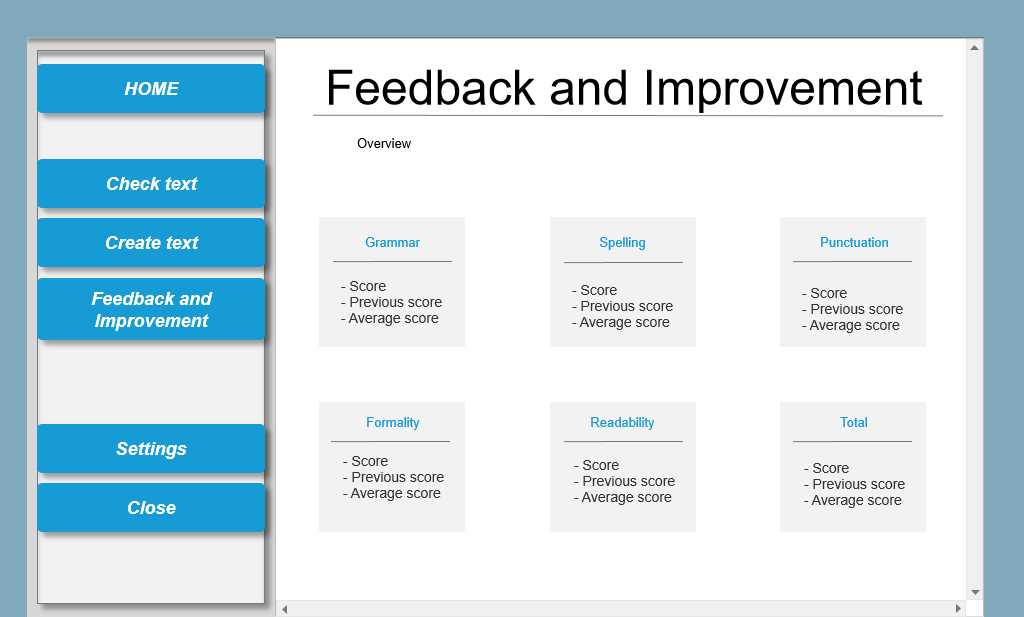 HOME
Check text
Create text
Feedback and
Improvement
Settings
Close
Feedback and Improvement
Overview
Grammar
- Score
- Previous score
- Average score
Spelling
- Score
- Previous score
- Average score
Punctuation
- Score
- Previous score
- Average score
Formality
- Score
- Previous score
- Average score
Readability
- Score
- Previous score
- Average score
Total
- Score
- Previous score
- Average score